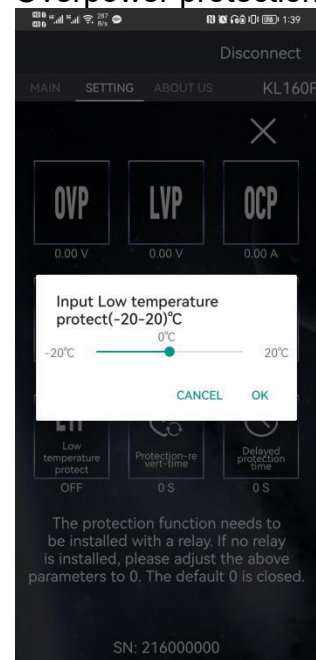 Overpower protection
287
B/s
1:39
Disconnect
MAIN SETTING ABOUT US KL160F
OVP LVP OCP
0.00 V 0.00 V 0.00 A
Input Low temperature
protect(-20-20)℃
0℃
-20℃ 20℃
CANCEL OK
Low
temperature
protect
Protection-re
vert-time
Delayed
protection
time
OFF 0 S 0 S
The protection function needs to
be installed with a relay. If no relay
is installed, please adjust the above
parameters to 0. The default 0 is closed.
SN: 216000000